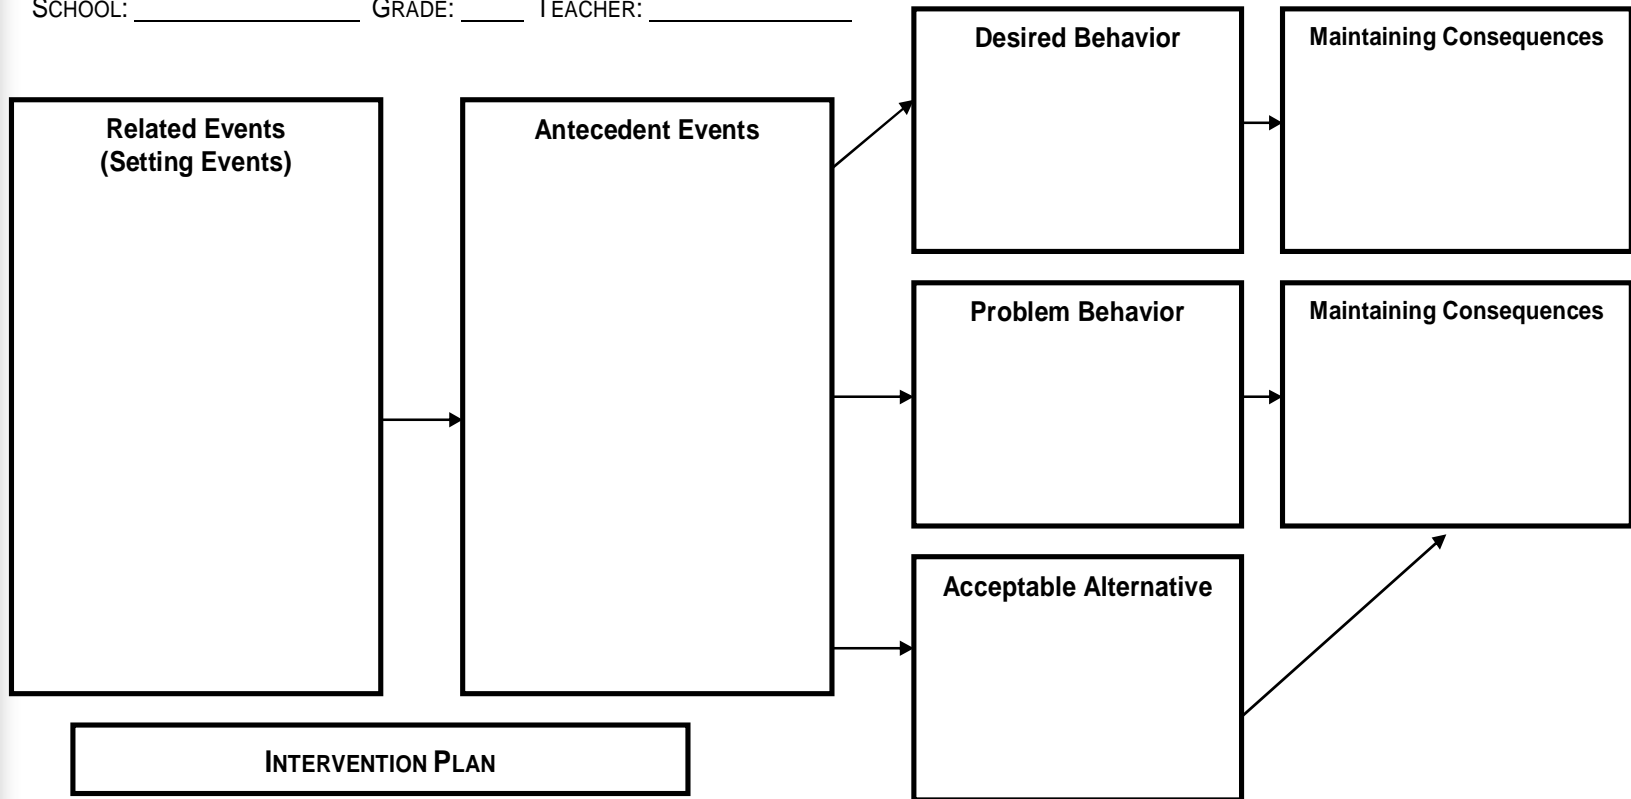 SCHOOL: GRADE: TEACHER:
Related Events
(Setting Events)
Antecedent Events
Desired Behavior
Maintaining Consequences
Problem Behavior
Maintaining Consequences
Acceptable Alternative
INTERVENTION PLAN